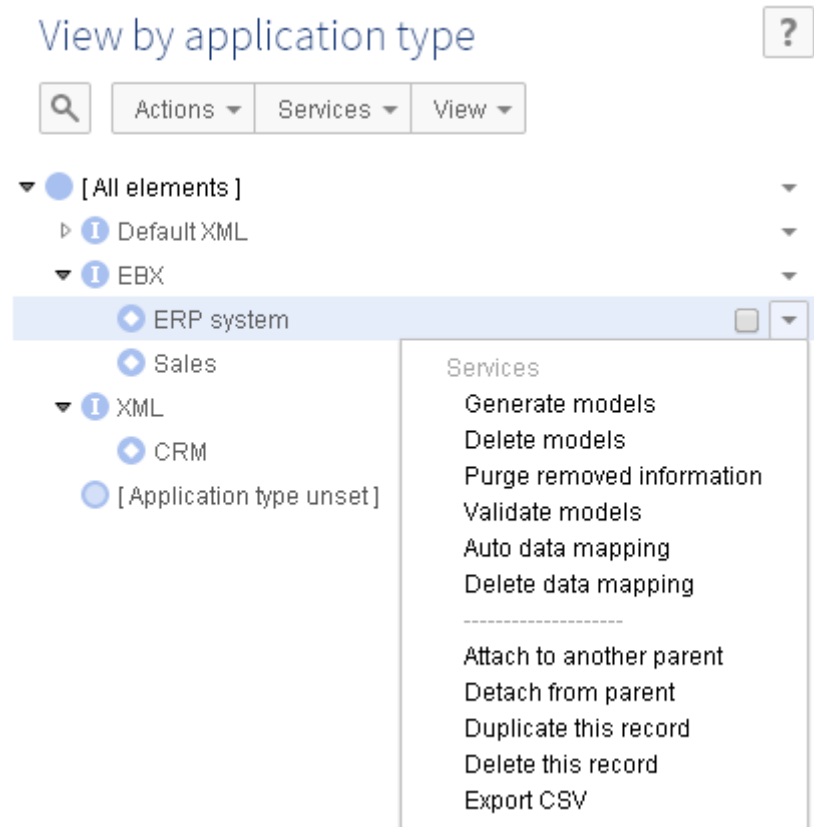 View by application type
?
Actions
Services
View
[ All elements ]
I
Default XML
I
EBX
ERP system
Sales
I
XML
CRM
[ Application type unset ]
Services
Generate models
Delete models
Purge removed information
Validate models
Auto data mapping
Delete data mapping
--------------------
Attach to another parent
Detach from parent
Duplicate this record
Delete this record
Export CSV